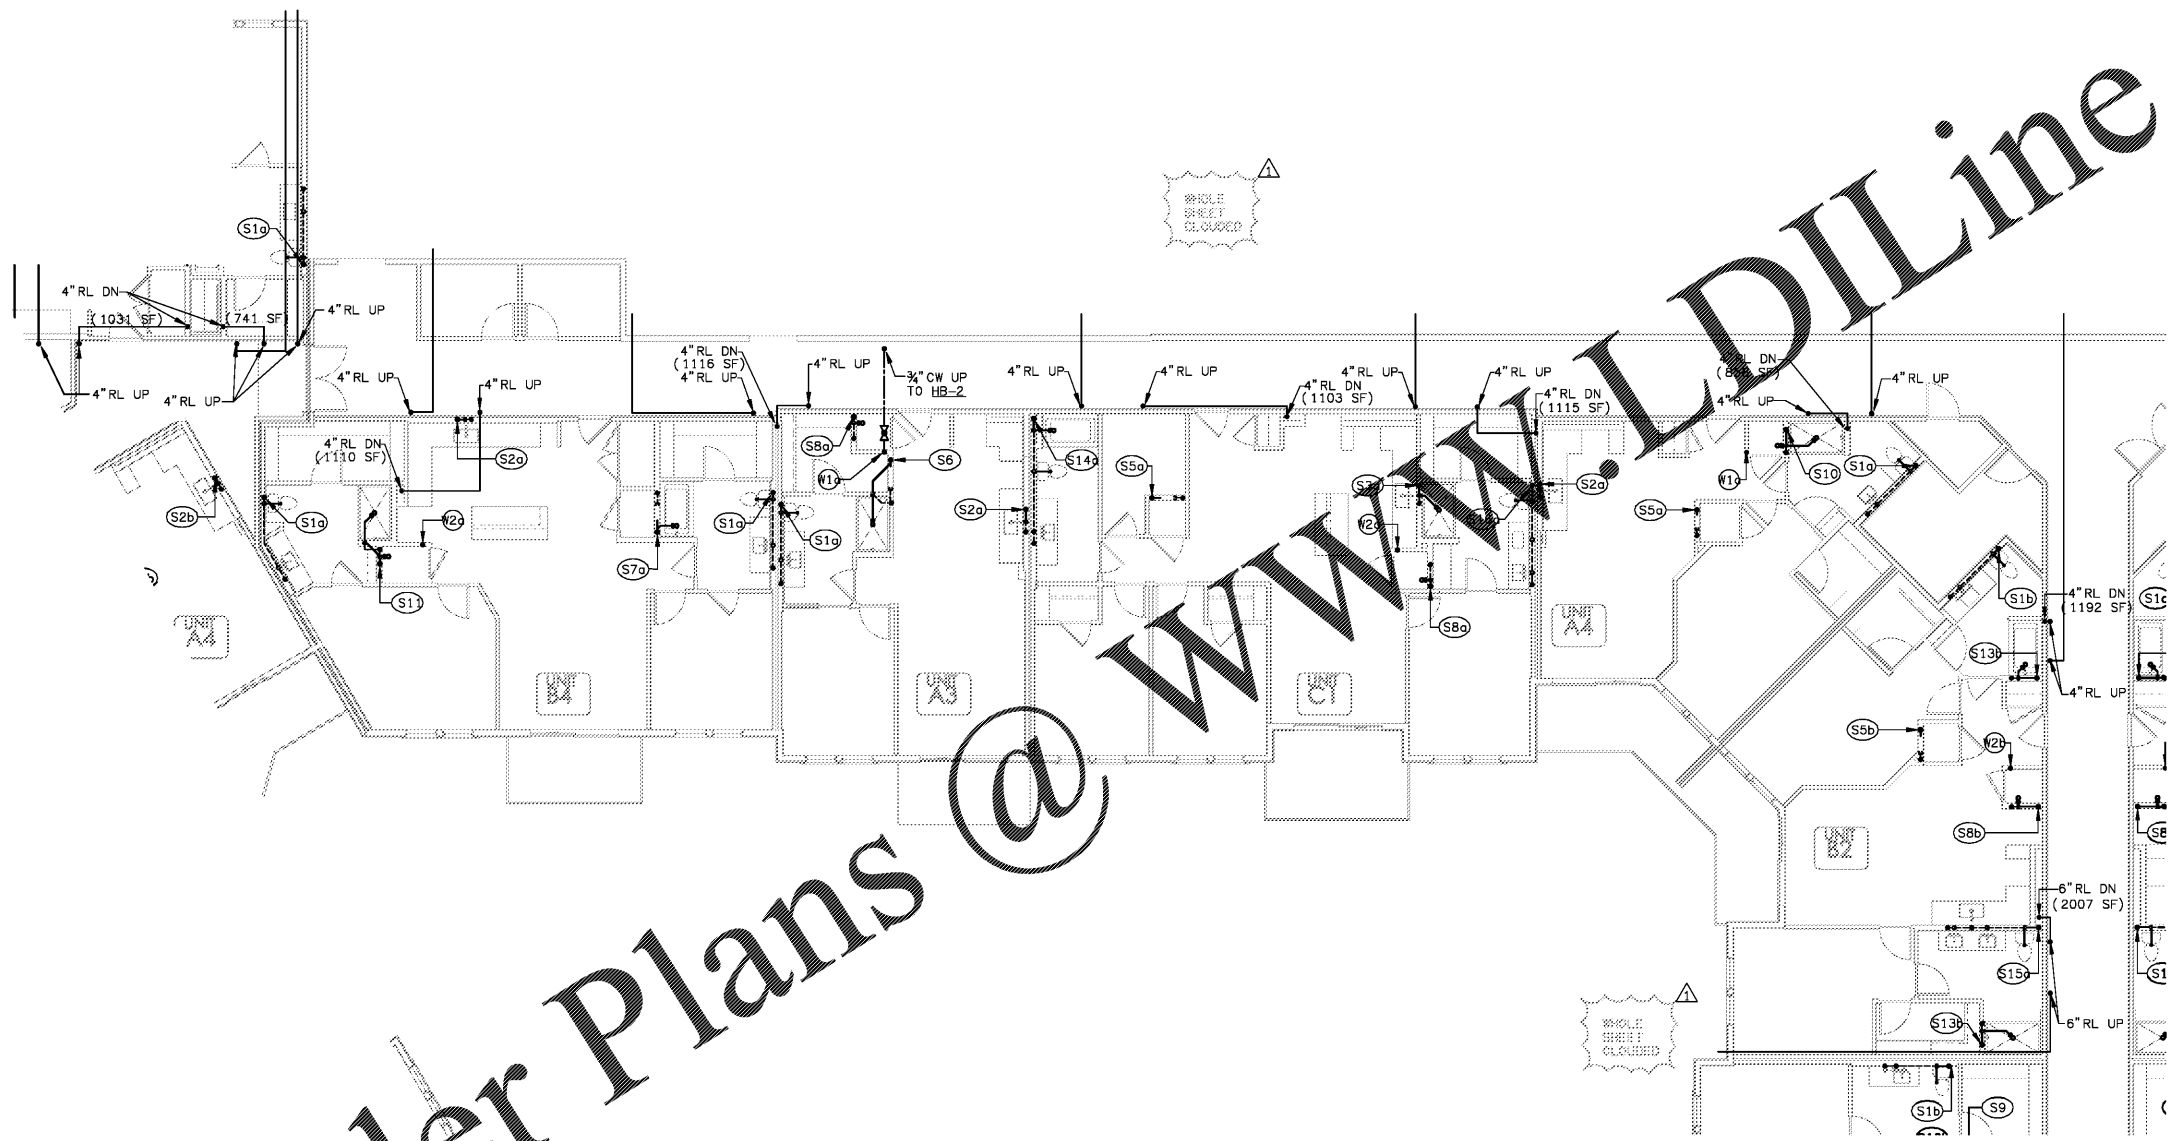 WHOLE
SHEET
CLOUDED
1
S1a
4"RL DN
(1031 SF)
(741 SF)
4"RL UP
4"RL UP
4"RL UP
4"RL UP
4"RL UP
4"RL DN
(1110 SF)
S2a
S2b
S1a
W2a
S11
S7a
S1a
4"RL DN
(1116 SF)
4"RL UP
4"RL UP
¾"CW UP
TO HB-2
S8a
W1a
S6
S1a
4"RL UP
4"RL UP
4"RL DN
(1103 SF)
S14a
S5a
S2a
4"RL UP
4"RL UP
4"RL DN
(1115 SF)
S2a
W2a
S8a
4"RL DN
4"RL UP
4"RL UP
W1a
S10
S1a
S5a
S1b
4"RL DN
(1192 SF)
S13b
4"RL UP
S5b
W2b
S8b
6"RL DN
(2007 SF)
S15a
S13b
6"RL UP
S1b
S9
UNIT
A4
UNIT
B4
UNIT
A3
UNIT
C1
UNIT
A4
UNIT
B2
WHOLE
SHEET
CLOUDED
1
der Plans @ www.LDILine